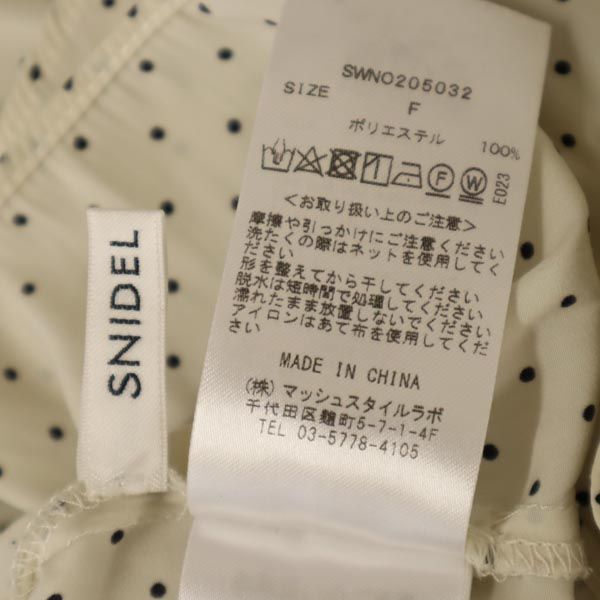 SNIDEL
SWNO205032
SIZE
F
ポリエステル 100%
E023
<お取り扱い上のご注意>
摩擦や引っかけにご注意ください
洗たくの際はネットを使用してく
ださい
形を整えてから干してください
脱水は短時間で処理してください
濡れたまま放置しないでください
アイロンはあて布を使用してくだ
さい
MADE IN CHINA
(株) マッシュスタイルラボ
千代田区麹町5-7-1-4F
TEL 03-5778-4105